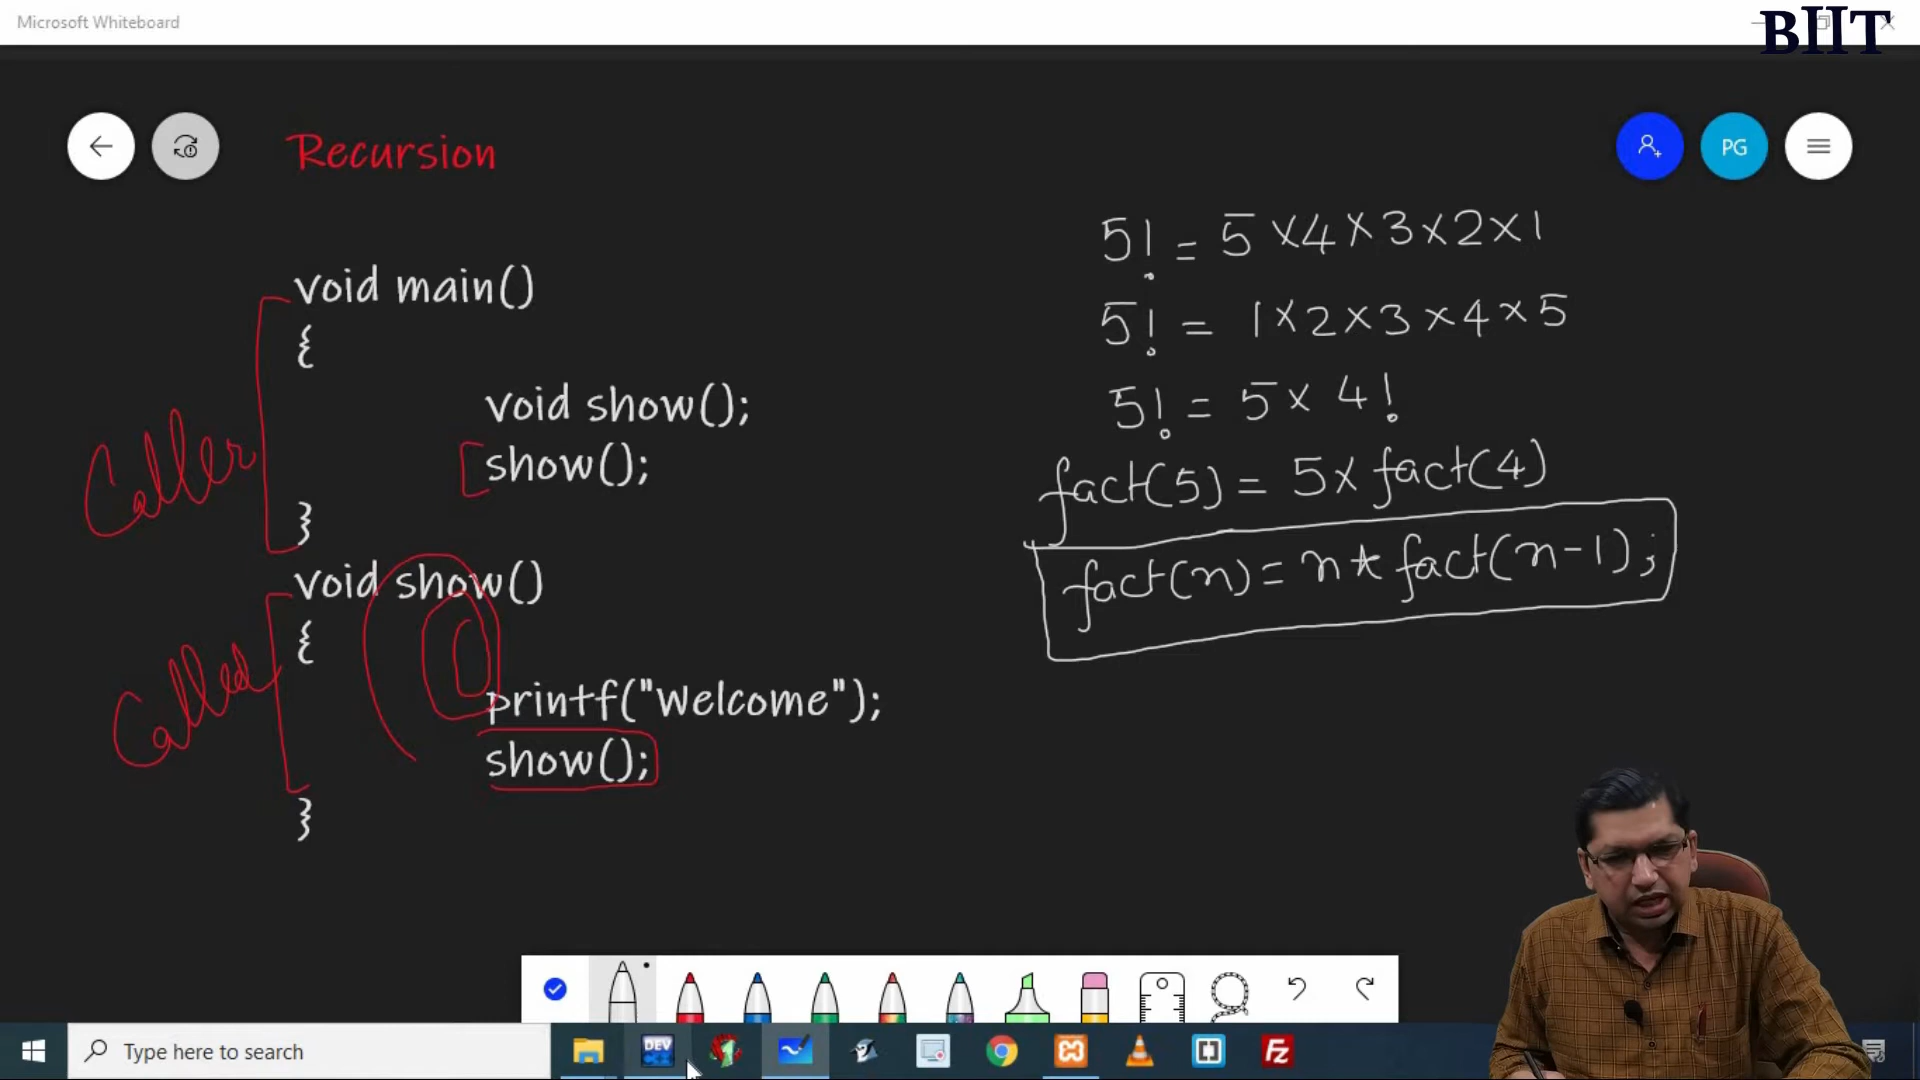 Microsoft Whiteboard
BIIT
PG
Recursion
void main()
{
void show();
show();
}
void show()
{
printf("Welcome");
show();
}
Caller
Called
5! = 5 × 4 × 3 × 2 × 1
5! = 1 × 2 × 3 × 4 × 5
5! = 5 × 4!
fact(5) = 5 × fact(4)
fact(n) = n * fact(n-1);
Type here to search
DEV
Fz